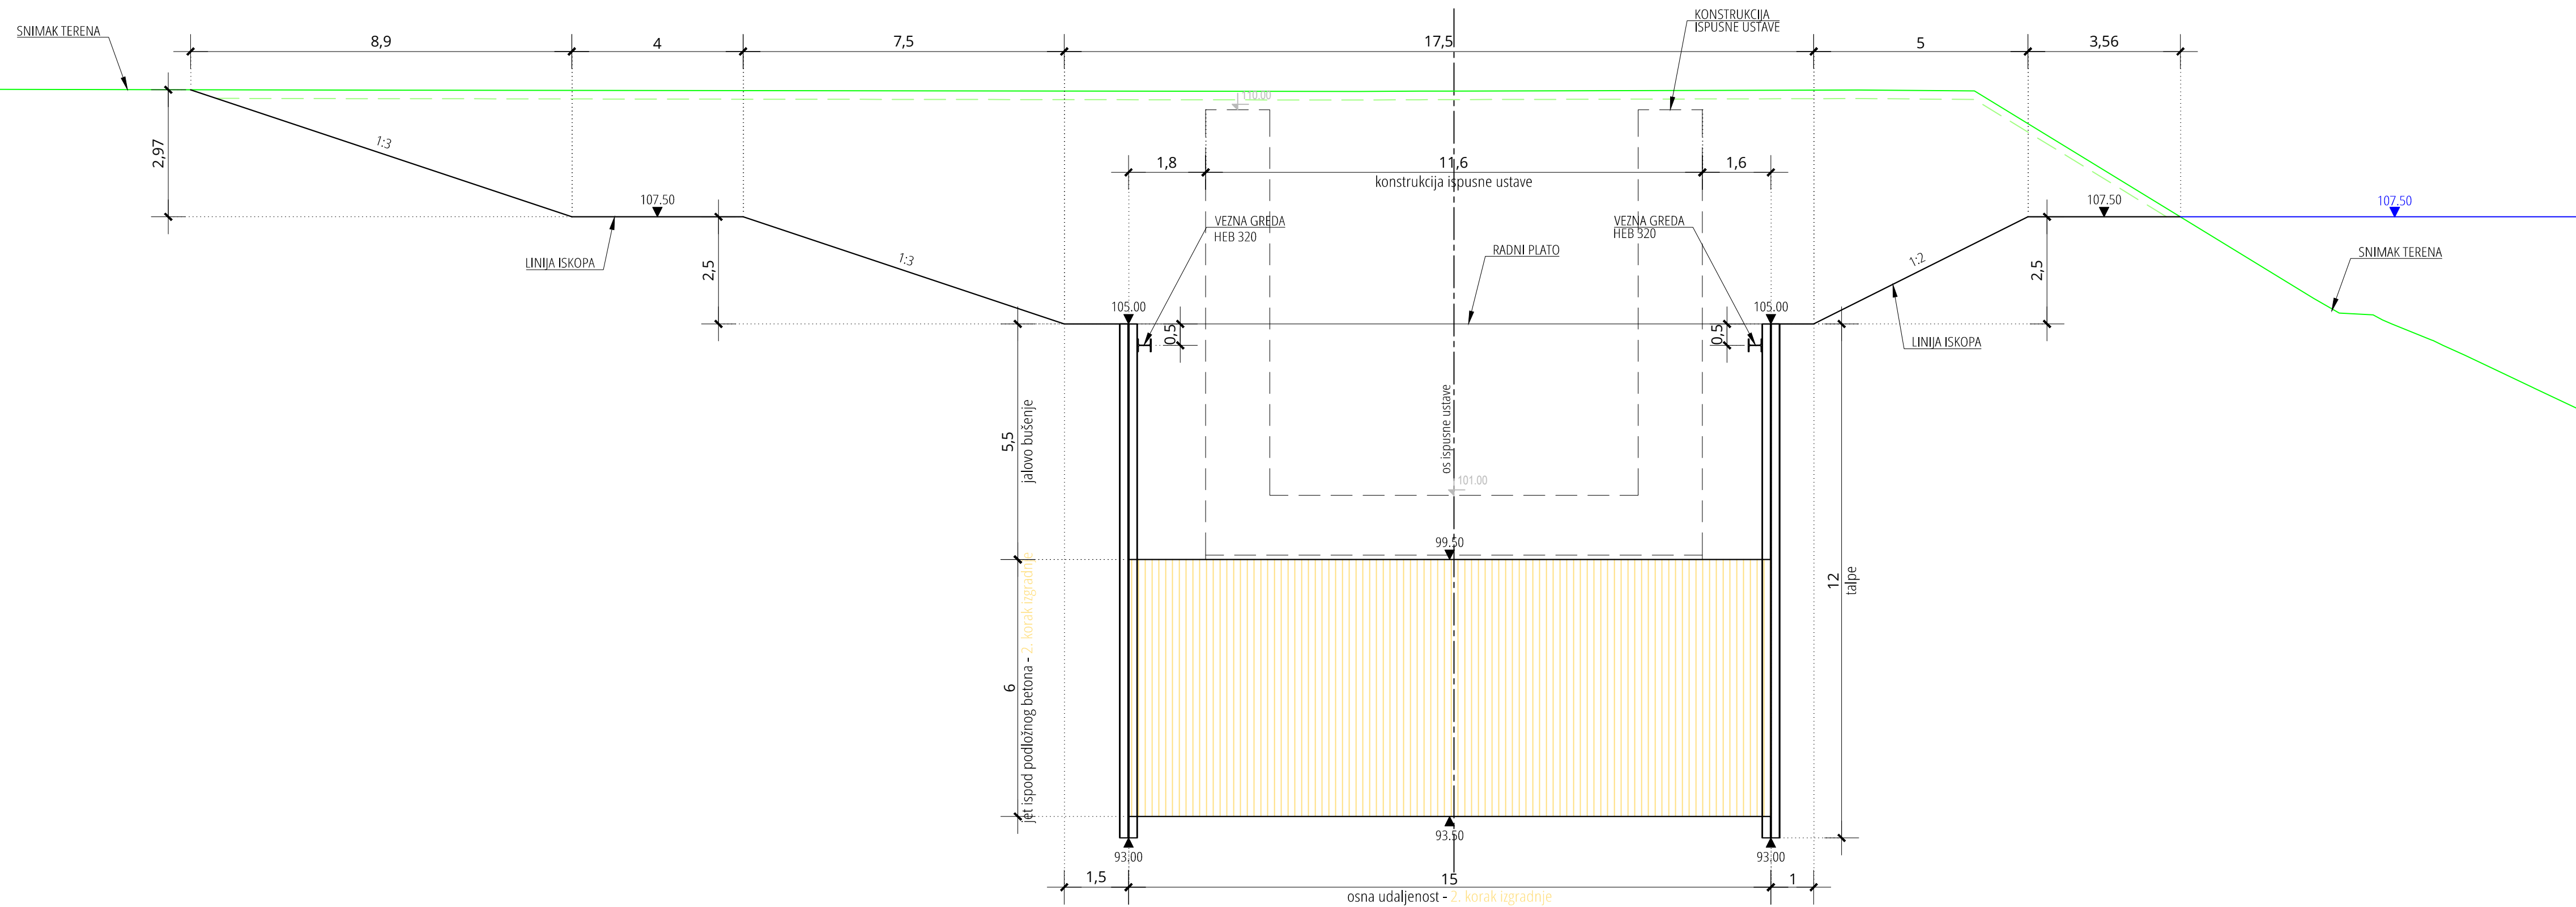 SNIMAK TERENA
8,9
4
7,5
17,5
KONSTRUKCIJA
ISPUSNE USTAVE
5
3,56
110.00
2,97
1:3
1,8
11,6
1,6
konstrukcija ispusne ustave
107.50
107.50
107.50
VEZNA GREDA
HEB 320
VEZNA GREDA
HEB 320
RADNI PLATO
LINIJA ISKOPA
2,5
1:3
1:2
2,5
SNIMAK TERENA
105.00
105.00
0,5
0,5
LINIJA ISKOPA
5,5
jalovo bušenje
os ispusne ustave
101.00
99.50
12
talpe
6
jet ispod podložnog betona - 2. korak izgradnje
93.50
93.00
93.00
1,5
15
1
osna udaljenost - 2. korak izgradnje